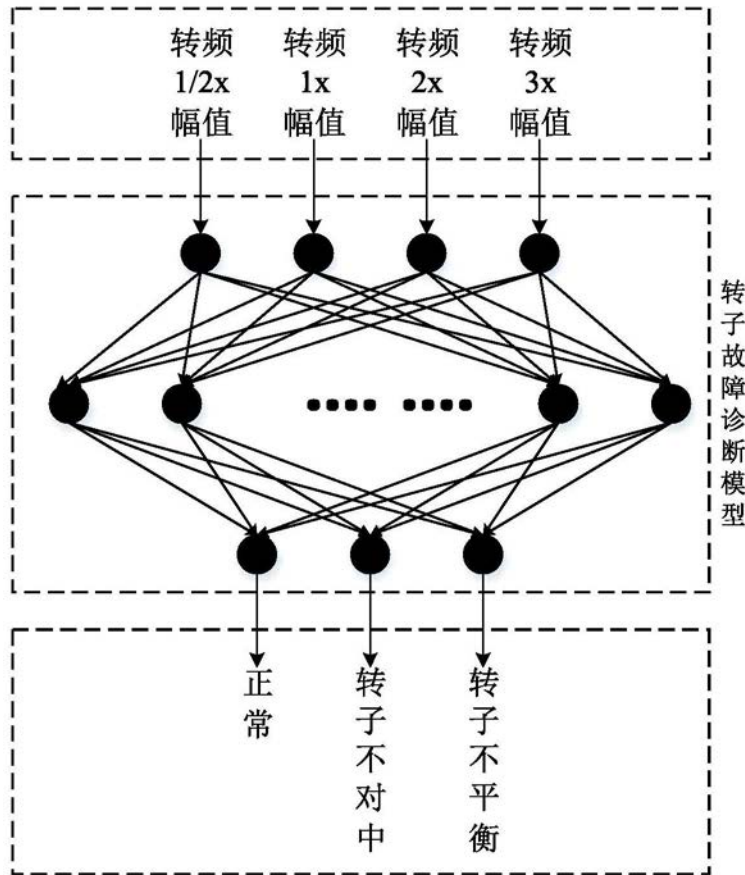 转频 转频 转频 转频
1/2x 1x 2x 3x
幅值 幅值 幅值 幅值
转子故障诊断模型
正常
转子不对中
转子不平衡